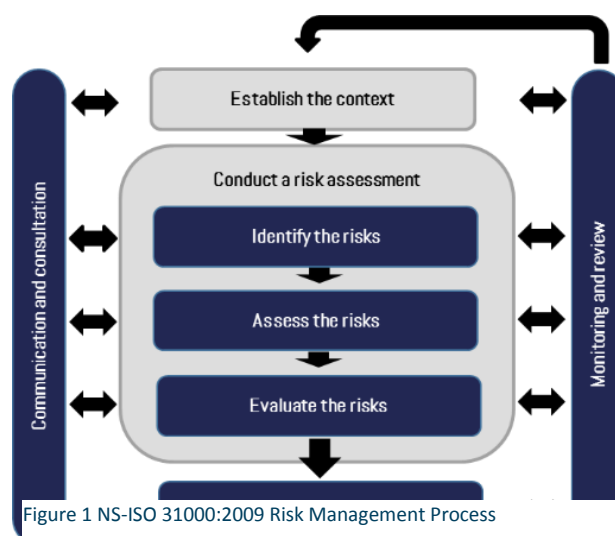 Establish the context
Conduct a risk assessment
Identify the risks
Assess the risks
Evaluate the risks
Communication and consultation
Monitoring and review
Figure 1 NS-ISO 31000:2009 Risk Management Process